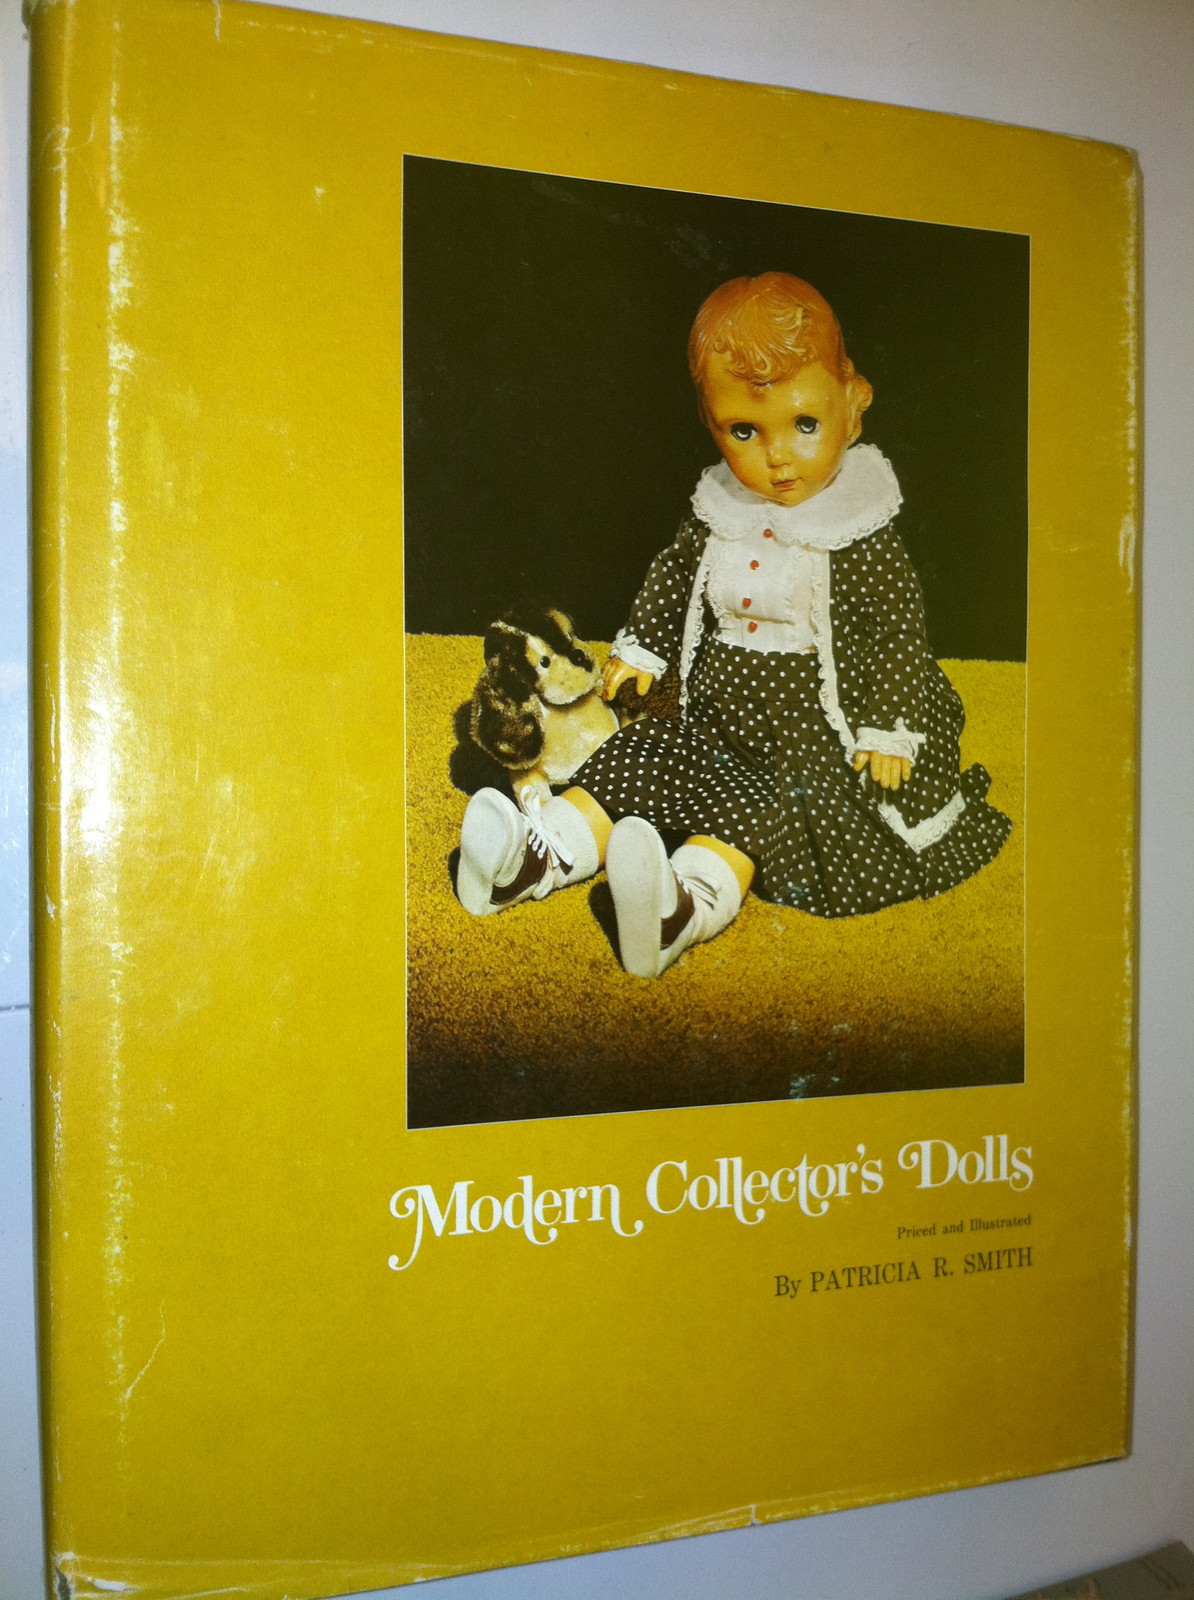 Modern Collector's Dolls
Priced and Illustrated
By PATRICIA R. SMITH